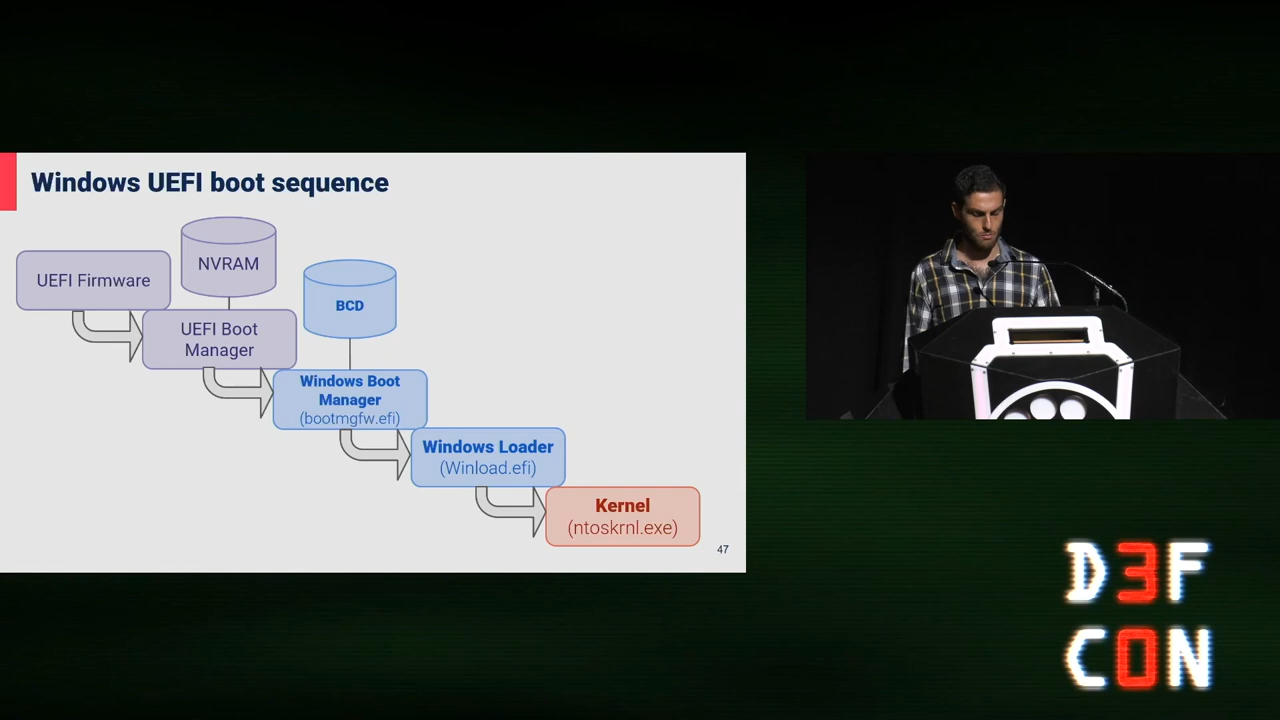 Windows UEFI boot sequence
NVRAM
UEFI Firmware
BCD
UEFI Boot
Manager
Windows Boot
Manager
(bootmgfw.efi)
Windows Loader
(Winload.efi)
Kernel
(ntoskrnl.exe)
47
D3F
C0N